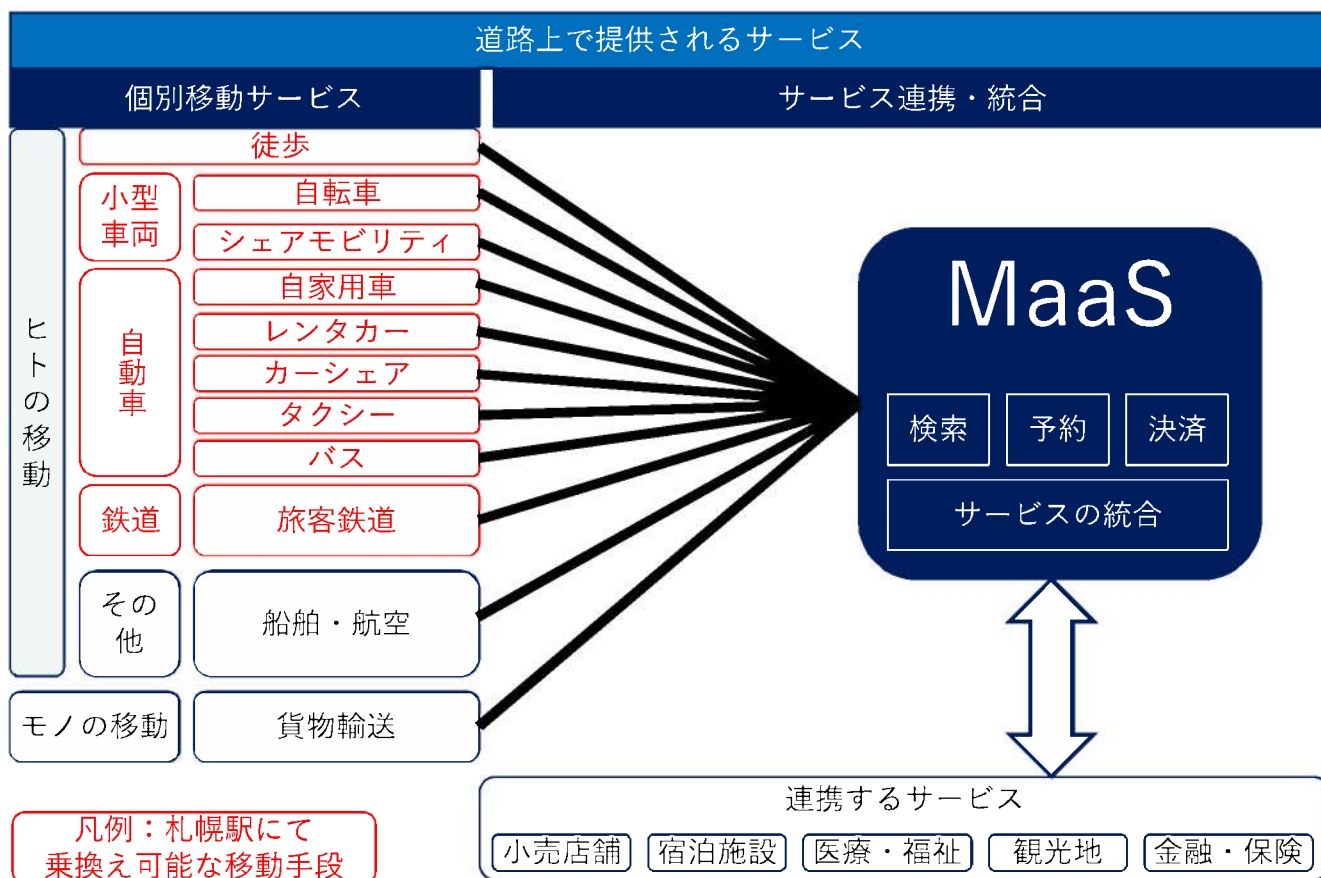 道路上で提供されるサービス
個別移動サービス
サービス連携・統合
ヒトの移動
徒歩
小型
車両
自転車
シェアモビリティ
自動車
自家用車
レンタカー
カーシェア
タクシー
バス
鉄道
旅客鉄道
その
他
船舶・航空
モノの移動
貨物輸送
MaaS
検索
予約
決済
サービスの統合
連携するサービス
小売店舗
宿泊施設
医療・福祉
観光地
金融・保険
凡例：札幌駅にて
乗換え可能な移動手段